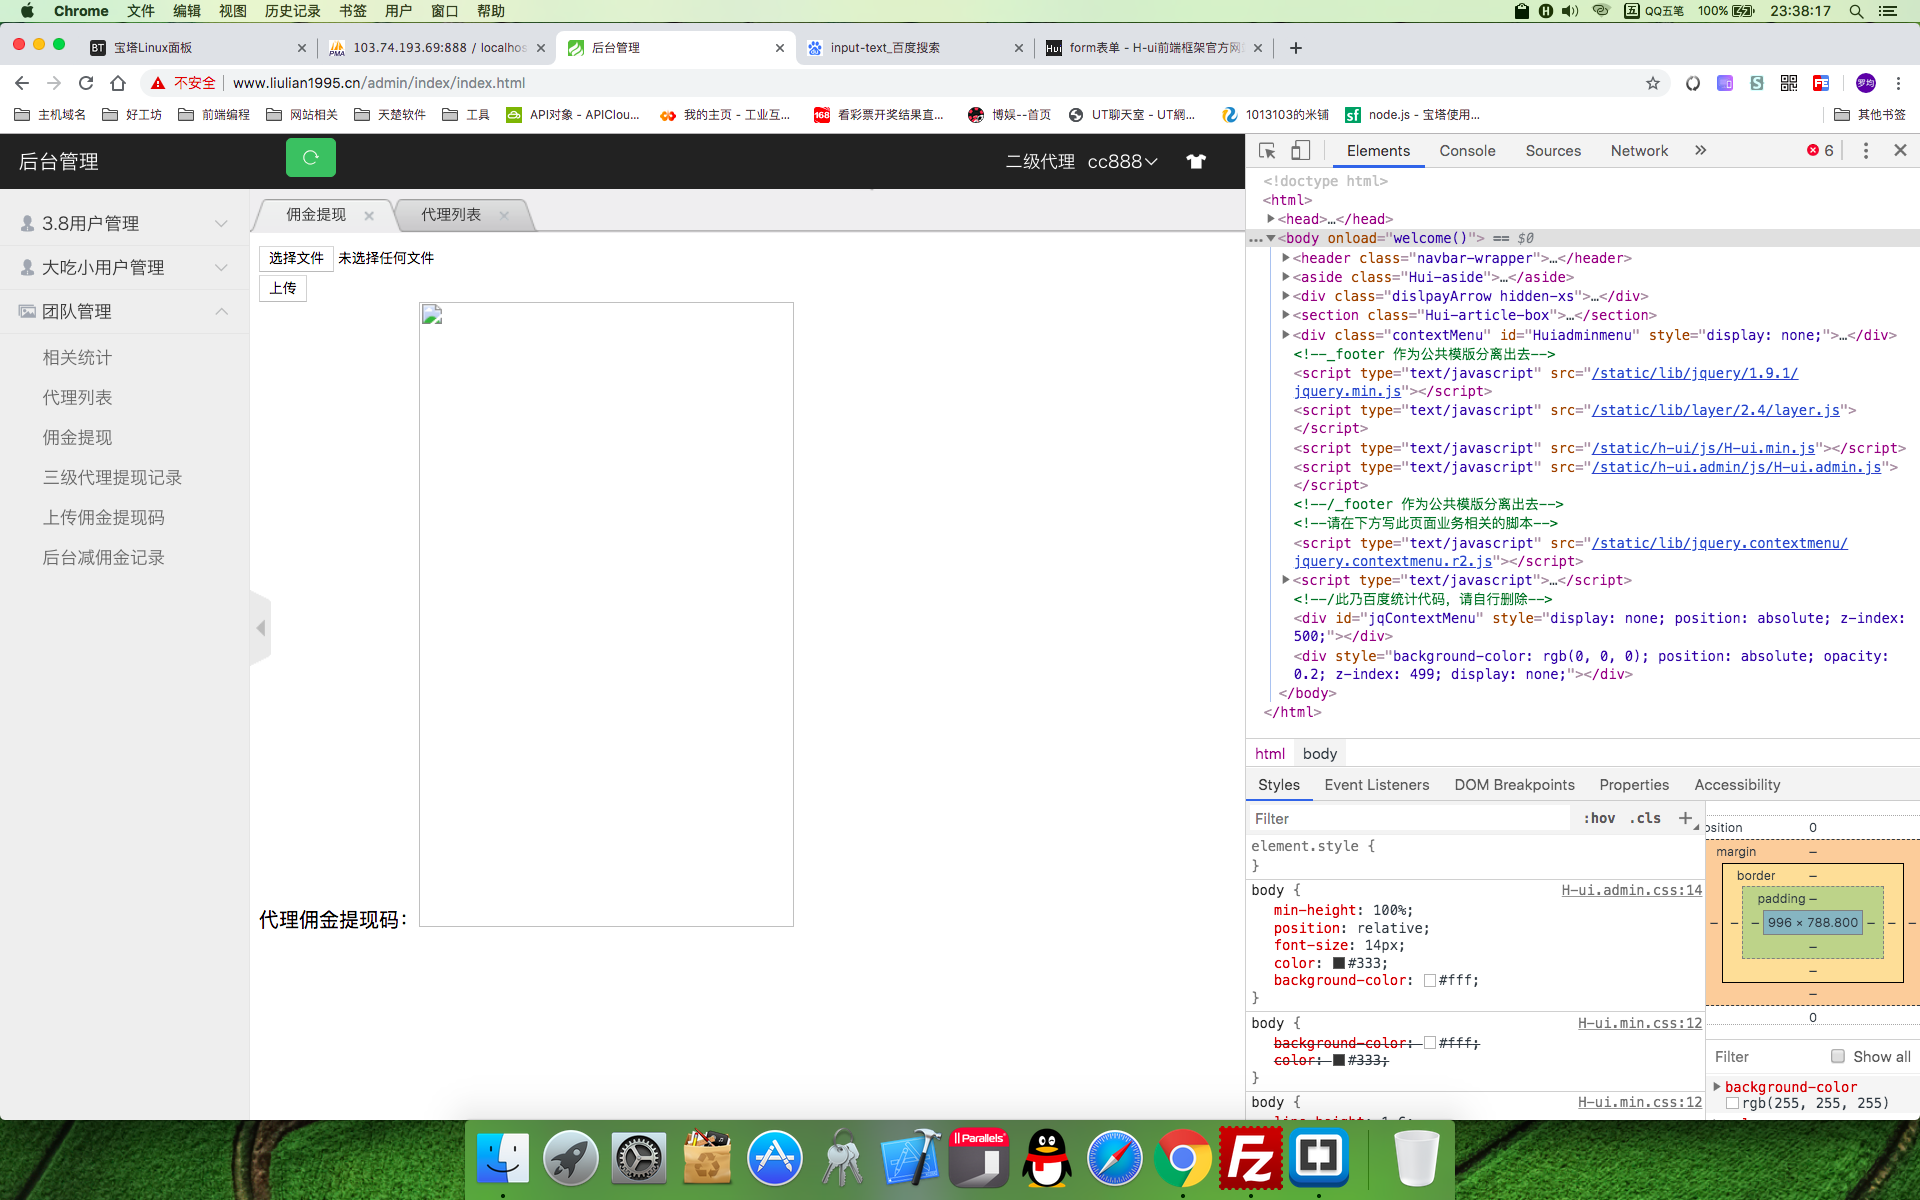 Chrome 文件 编辑 视图 历史记录 书签 用户 窗口 帮助 五 QQ五笔 100% 23:38:17
BT 宝塔Linux面板 PMA 103.74.193.69:888 / localhos 后台管理 input-text_百度搜索 Hui form表单 - H-ui前端框架官方网
不安全 www.liulian1995.cn/admin/index/index.html 罗均
主机域名 好工坊 前端编程 网站相关 天楚软件 工具 API对象 - APIClou... 我的主页 - 工业互... 168 看彩票开奖结果直... 博娱--首页 UT聊天室 - UT網... 1013103的米铺 sf node.js - 宝塔使用... 其他书签
后台管理 二级代理 cc888
3.8用户管理
大吃小用户管理
团队管理
相关统计
代理列表
佣金提现
三级代理提现记录
上传佣金提现码
后台减佣金记录
佣金提现 代理列表
选择文件 未选择任何文件
上传
代理佣金提现码：
Elements Console Sources Network 6
<!doctype html>
<html>
<head>…</head>
<body onload="welcome()"> == $0
<header class="navbar-wrapper">…</header>
<aside class="Hui-aside">…</aside>
<div class="dislpayArrow hidden-xs">…</div>
<section class="Hui-article-box">…</section>
<div class="contextMenu" id="Huiadminmenu" style="display: none;">…</div>
<!--_footer 作为公共模版分离出去-->
<script type="text/javascript" src="/static/lib/jquery/1.9.1/
jquery.min.js"></script>
<script type="text/javascript" src="/static/lib/layer/2.4/layer.js">
</script>
<script type="text/javascript" src="/static/h-ui/js/H-ui.min.js"></script>
<script type="text/javascript" src="/static/h-ui.admin/js/H-ui.admin.js">
</script>
<!--/_footer 作为公共模版分离出去-->
<!--请在下方写此页面业务相关的脚本-->
<script type="text/javascript" src="/static/lib/jquery.contextmenu/
jquery.contextmenu.r2.js"></script>
<script type="text/javascript">…</script>
<!--/此乃百度统计代码，请自行删除-->
<div id="jqContextMenu" style="display: none; position: absolute; z-index:
500;"></div>
<div style="background-color: rgb(0, 0, 0); position: absolute; opacity:
0.2; z-index: 499; display: none;"></div>
</body>
</html>
html body
Styles Event Listeners DOM Breakpoints Properties Accessibility
Filter :hov .cls +
element.style {
}
body { H-ui.admin.css:14
min-height: 100%;
position: relative;
font-size: 14px;
color: #333;
background-color: #fff;
}
body { H-ui.min.css:12
background-color: #fff;
color: #333;
}
body { H-ui.min.css:12
osition 0
margin –
border –
padding –
– – – 996 × 788.800 – – –
–
–
–
0
Filter Show all
background-color
rgb(255, 255, 255)
Parallels
Fz